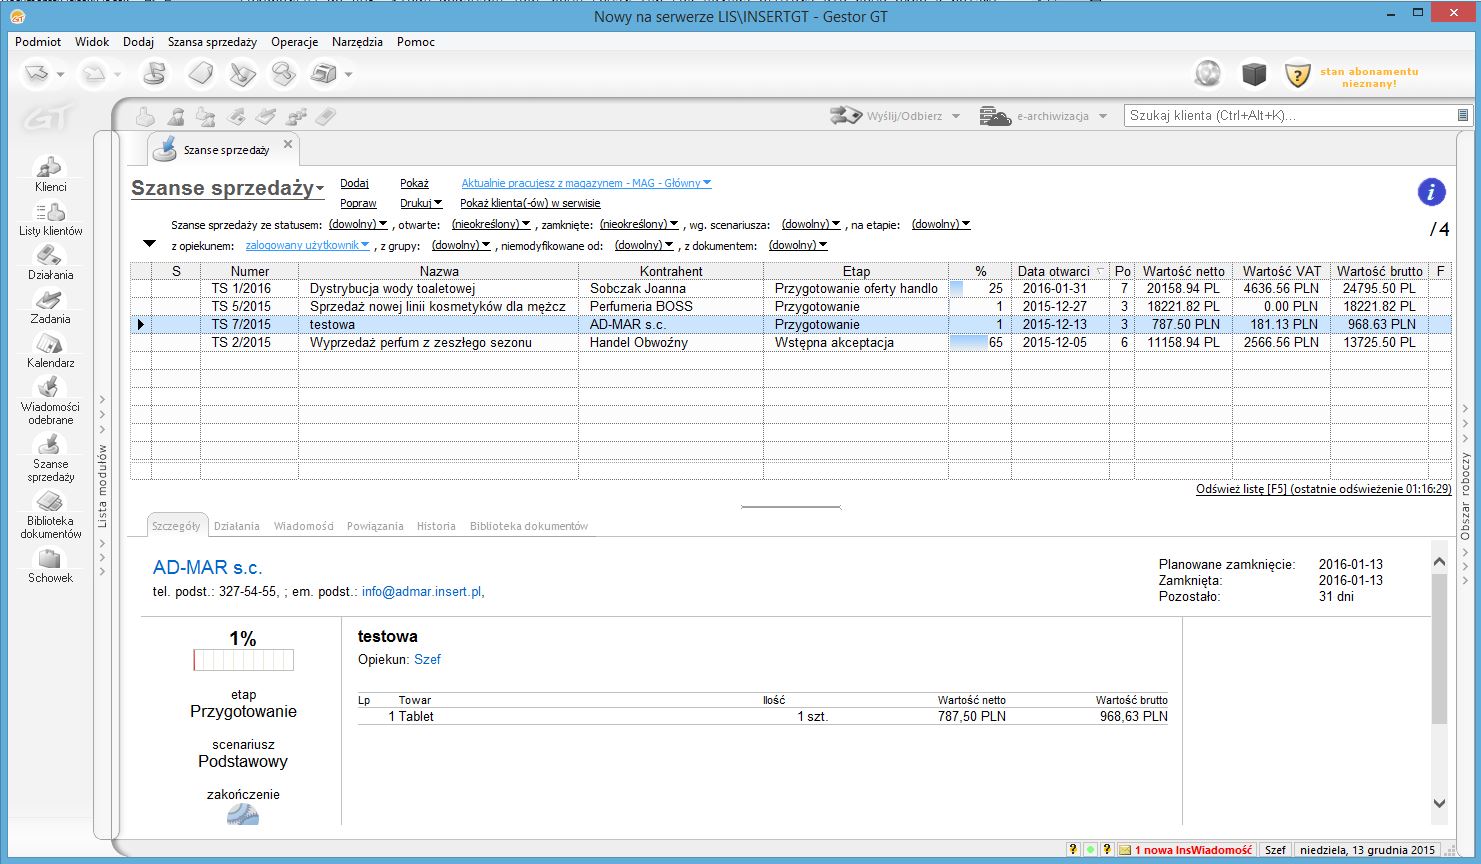 Nowy na serwerze LIS\INSERTGT - Gestor GT
Podmiot Widok Dodaj Szansa sprzedaży Operacje Narzędzia Pomoc
stan abonamentu
nieznany!
GT
Wyślij/Odbierz e-archiwizacja Szukaj klienta (Ctrl+Alt+K)...
Szanse sprzedaży
Klienci
Listy klientów
Działania
Zadania
Kalendarz
Wiadomości
odebrane
Szanse
sprzedaży
Biblioteka
dokumentów
Schowek
Lista modułów
Szanse sprzedaży
Dodaj Pokaż Aktualnie pracujesz z magazynem - MAG - Główny
Popraw Drukuj Pokaż klienta(-ów) w serwisie
Szanse sprzedaży ze statusem: (dowolny) , otwarte: (nieokreślony) , zamknięte: (nieokreślony) , wg. scenariusza: (dowolny) , na etapie: (dowolny)
/4
z opiekunem: zalogowany użytkownik , z grupy: (dowolny) , niemodyfikowane od: (dowolny) , z dokumentem: (dowolny)
S Numer Nazwa Kontrahent Etap % Data otwarci Po Wartość netto Wartość VAT Wartość brutto F
TS 1/2016 Dystrybucja wody toaletowej Sobczak Joanna Przygotowanie oferty handlo 25 2016-01-31 7 20158.94 PL 4636.56 PLN 24795.50 PL
TS 5/2015 Sprzedaż nowej linii kosmetyków dla mężcz Perfumeria BOSS Przygotowanie 1 2015-12-27 3 18221.82 PL 0.00 PLN 18221.82 PL
TS 7/2015 testowa AD-MAR s.c. Przygotowanie 1 2015-12-13 3 787.50 PLN 181.13 PLN 968.63 PLN
TS 2/2015 Wyprzedaż perfum z zeszłego sezonu Handel Obwoźny Wstępna akceptacja 65 2015-12-05 6 11158.94 PL 2566.56 PLN 13725.50 PL
Odśwież listę [F5] (ostatnie odświeżenie 01:16:29)
Obszar roboczy
Szczegóły Działania Wiadomości Powiązania Historia Biblioteka dokumentów
AD-MAR s.c.
tel. podst.: 327-54-55, ; em. podst.: info@admar.insert.pl,
Planowane zamknięcie: 2016-01-13
Zamknięta: 2016-01-13
Pozostało: 31 dni
1%
etap
Przygotowanie
scenariusz
Podstawowy
zakończenie
testowa
Opiekun: Szef
Lp Towar Ilość Wartość netto Wartość brutto
1 Tablet 1 szt. 787,50 PLN 968,63 PLN
1 nowa InsWiadomość Szef niedziela, 13 grudnia 2015